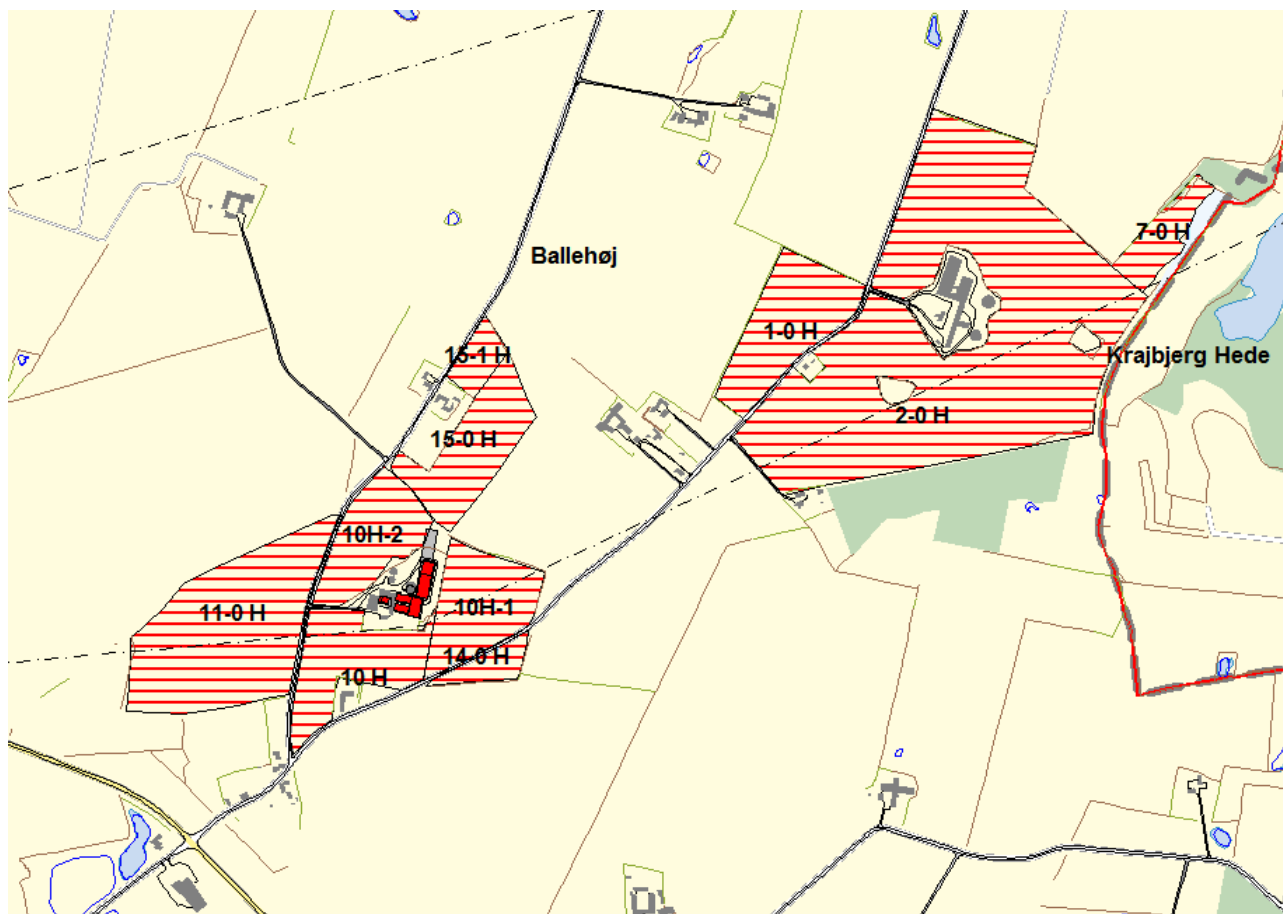 7-0 H
Ballehøj
1-0 H
15-1 H
Krajbjerg Hede
2-0 H
15-0 H
10H-2
11-0 H
10H-1
14-0 H
10 H